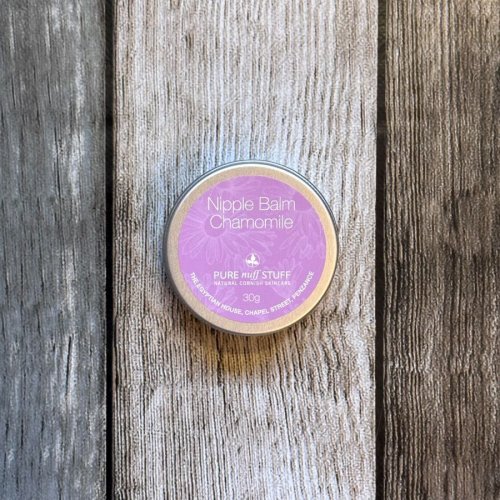 Nipple Balm
Chamomile
PURE nuff STUFF
NATURAL CORNISH SKINCARE
30g
THE EGYPTIAN HOUSE, CHAPEL STREET, PENZANCE